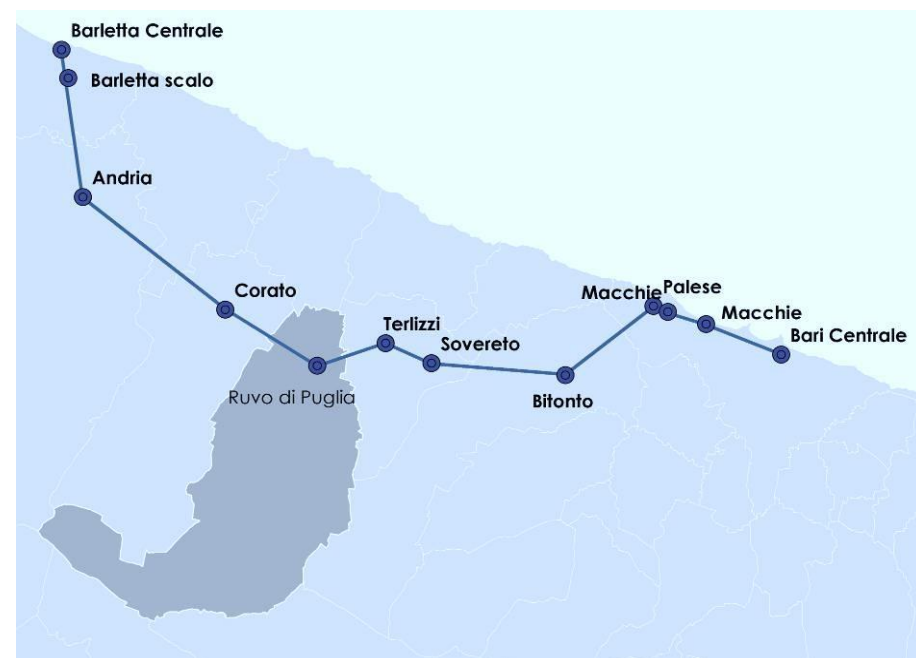 Barletta Centrale
Barletta scalo
Andria
Corato
Ruvo di Puglia
Terlizzi
Sovereto
Bitonto
Macchie
Palese
Macchie
Bari Centrale